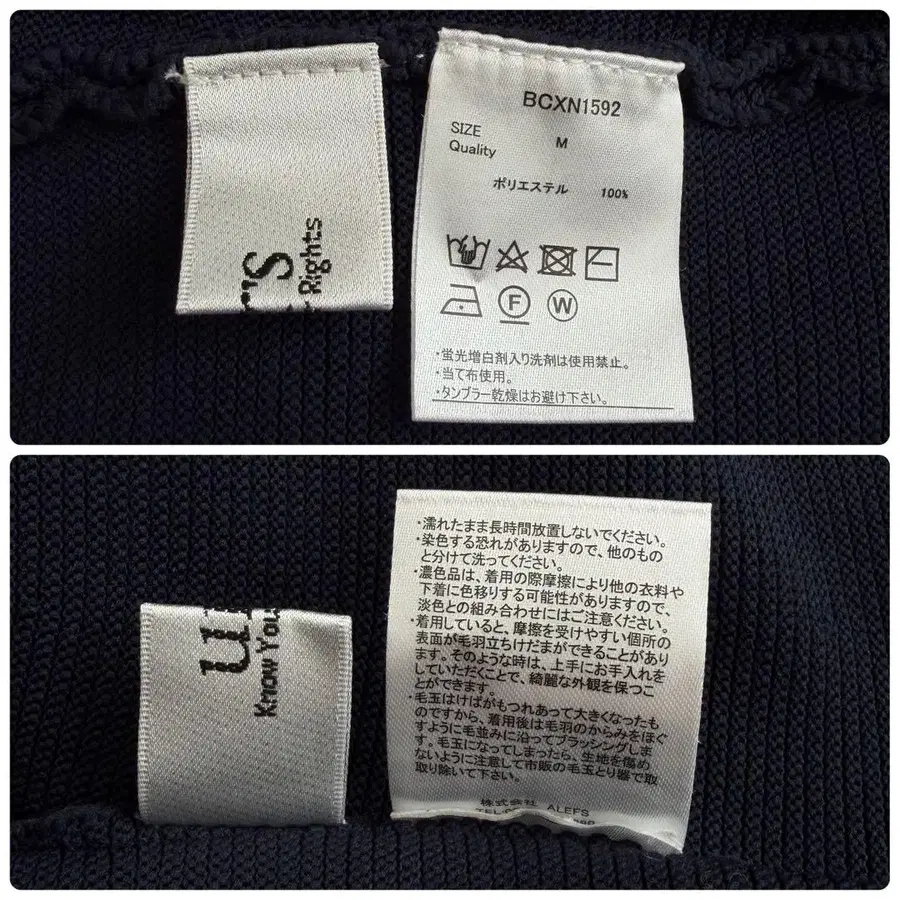 T'S
Rights
BCXN1592
SIZE M
Quality
ポリエステル 100%
F
W
・蛍光増白剤入り洗剤は使用禁止。
・当て布使用。
・タンブラー乾燥はお避け下さい。
Know You
・濡れたまま長時間放置しないでください。
・染色する恐れがありますので、他のもの
と分けて洗ってください。
・濃色品は、着用の際摩擦により他の衣料や
下着に色移りする可能性がありますので、
淡色との組み合わせにはご注意ください。
・着用していると、摩擦を受けやすい個所の
表面が毛羽立ちけだまができることがあり
ます。そのような時は、上手にお手入れを
していただくことで、綺麗な外観を保つこ
とができます。
・毛玉はけばがもつれあって大きくなったも
のですから、着用後は毛羽のからみをほぐ
すように毛並みに沿ってブラッシングしま
す。毛玉になってしまったら、生地を傷め
ないように注意して市販の毛玉とり器で取
取り除いて下さい。
株式会社 ALEFS